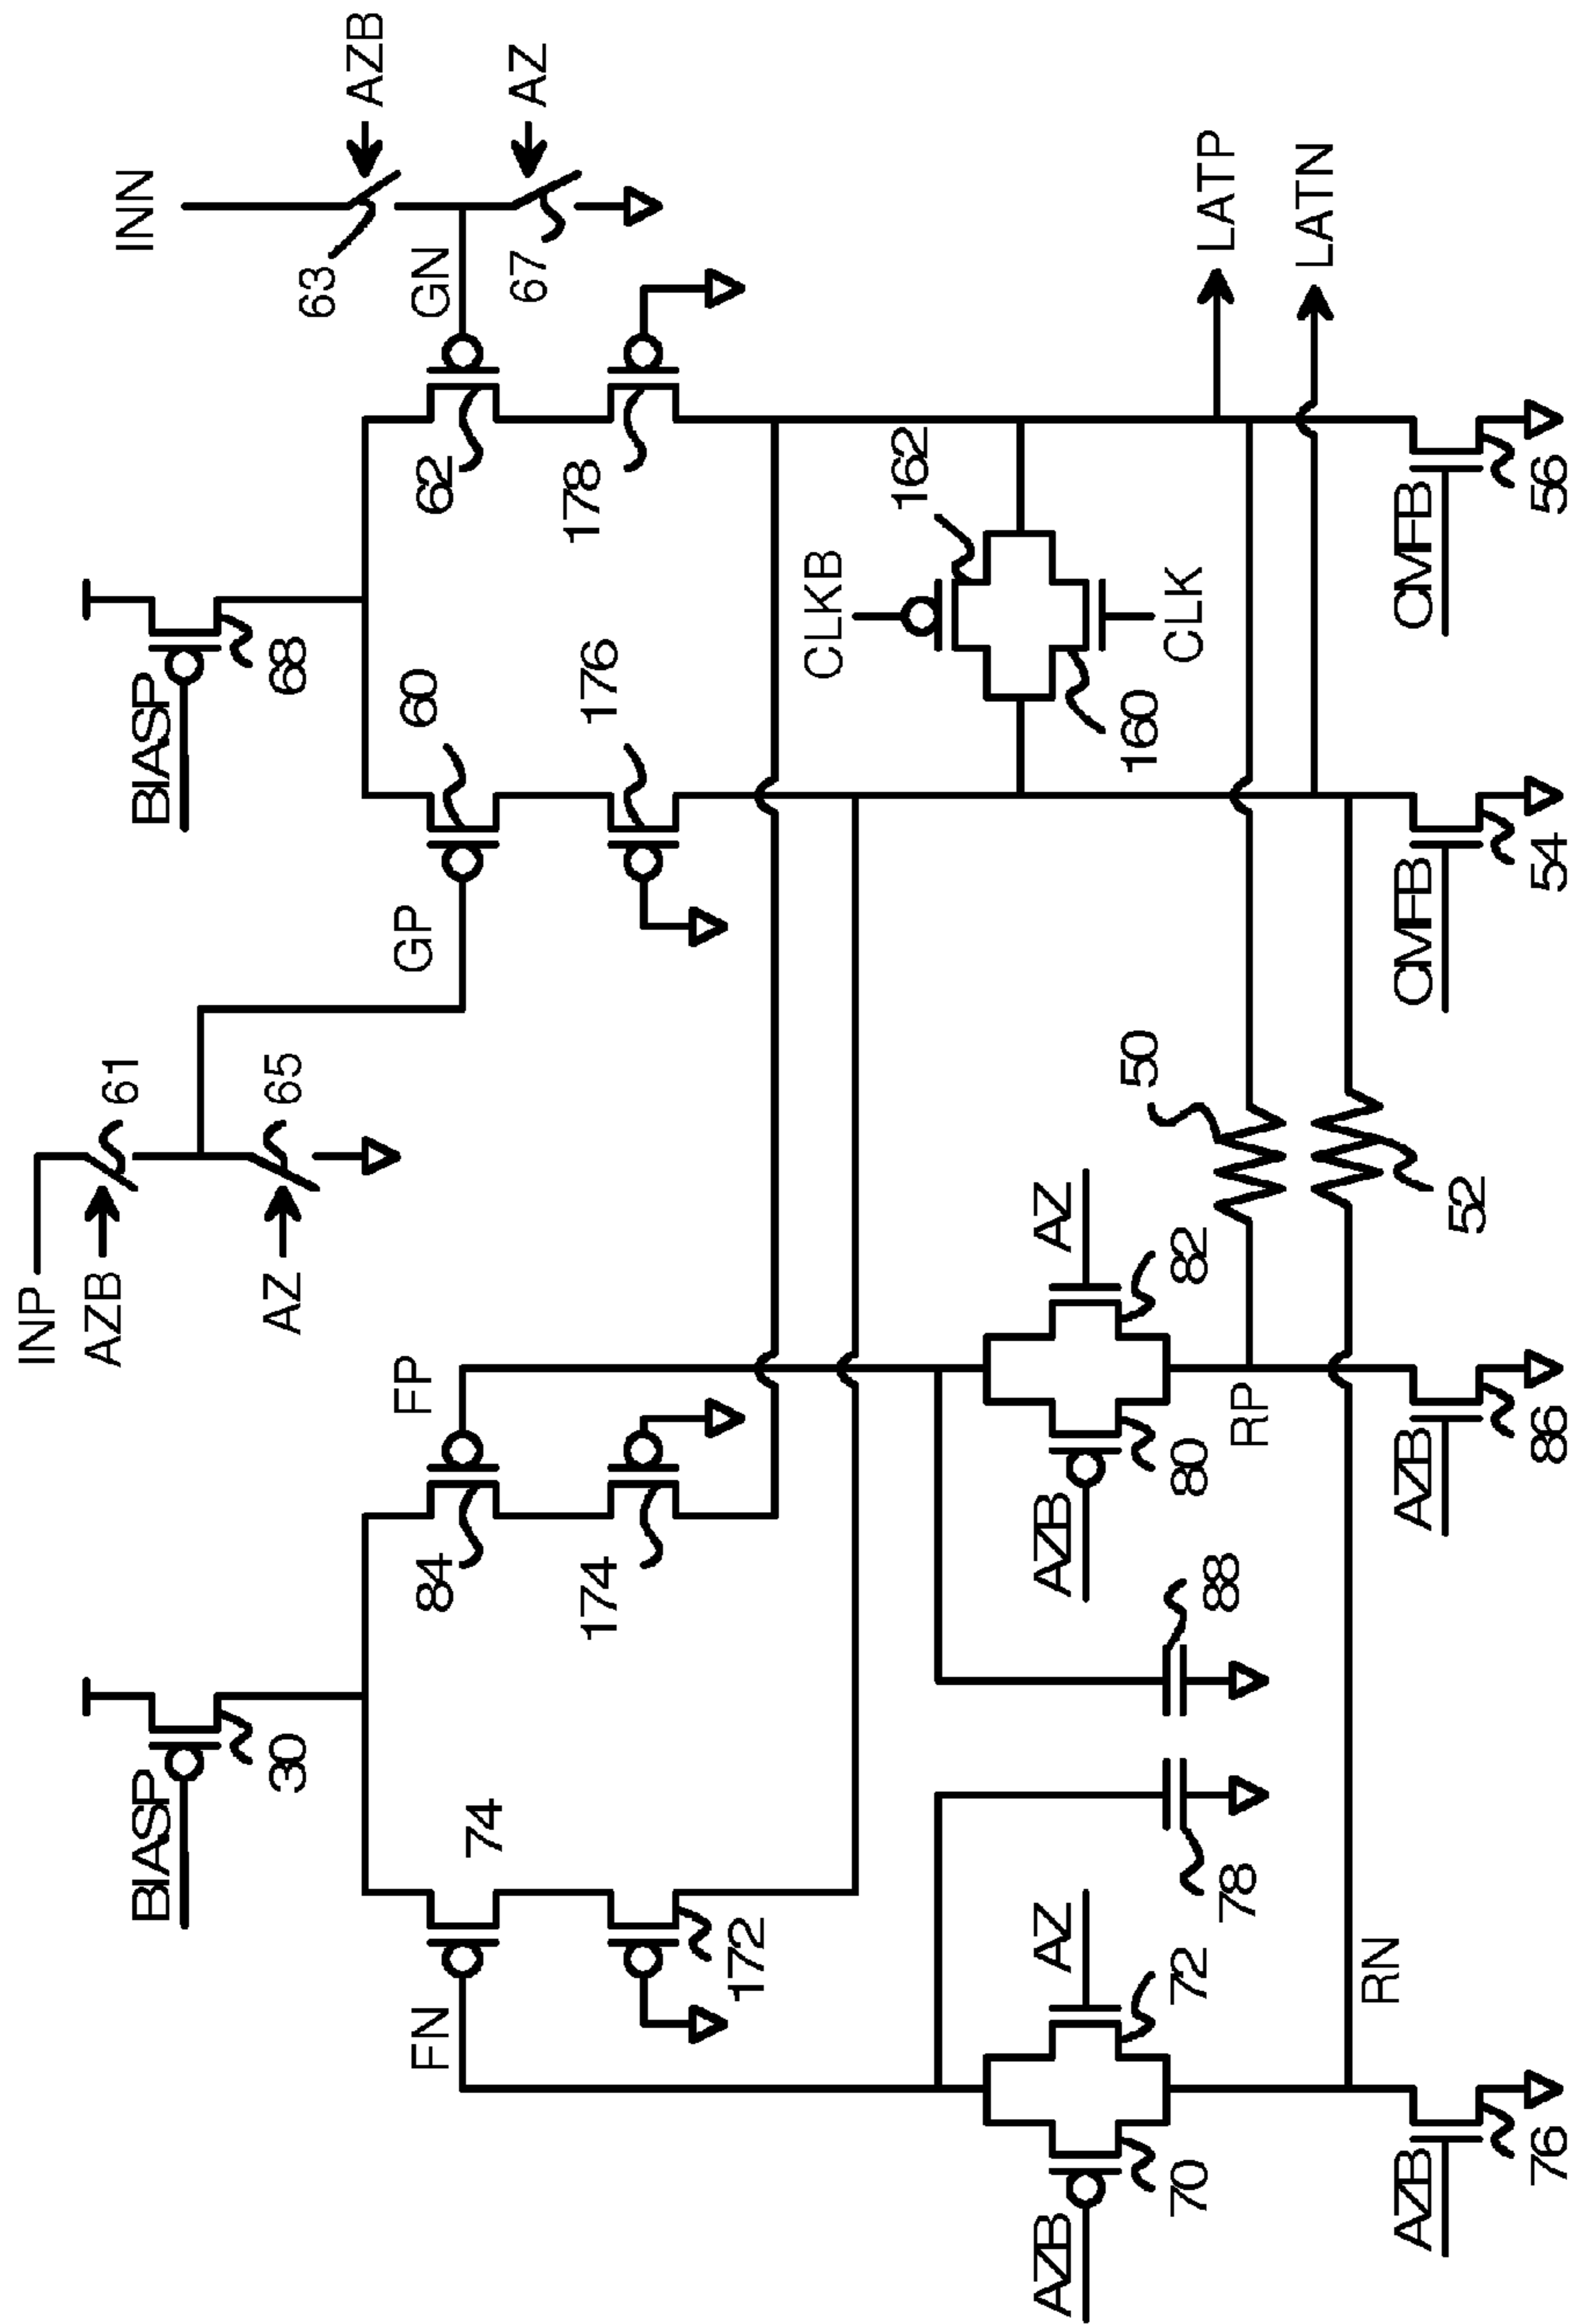 INP
AZB
61
AZ
65
INN
AZB
63
AZ
67
BIASP
30
BIASP
68
FN
74
84
FP
GP
60
62
GN
172
174
176
178
CLKB
162
CLK
160
AZB
70
AZ
72
78
88
AZB
80
AZ
82
50
52
RP
RN
LATP
LATN
AZB
76
AZB
86
CMFB
54
CMFB
56